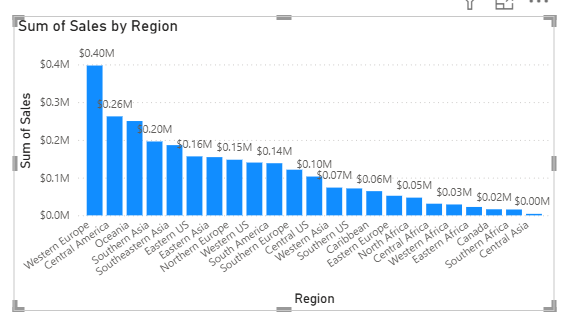 Sum of Sales by Region
$0.40M
$0.4M
$0.26M
$0.3M
$0.20M
$0.16M
$0.15M
$0.14M
$0.2M
$0.10M
$0.07M
$0.06M
$0.05M
$0.03M
$0.02M
$0.00M
$0.1M
$0.0M
Sum of Sales
Western Europe
Central America
Oceania
Southern Asia
Southeastern Asia
Eastern US
Eastern Asia
Northern Europe
Western US
South America
Southern Europe
Central US
Western Asia
Southern US
Caribbean
Eastern Europe
North Africa
Central Africa
Western Africa
Eastern Africa
Canada
Southern Africa
Central Asia
Region